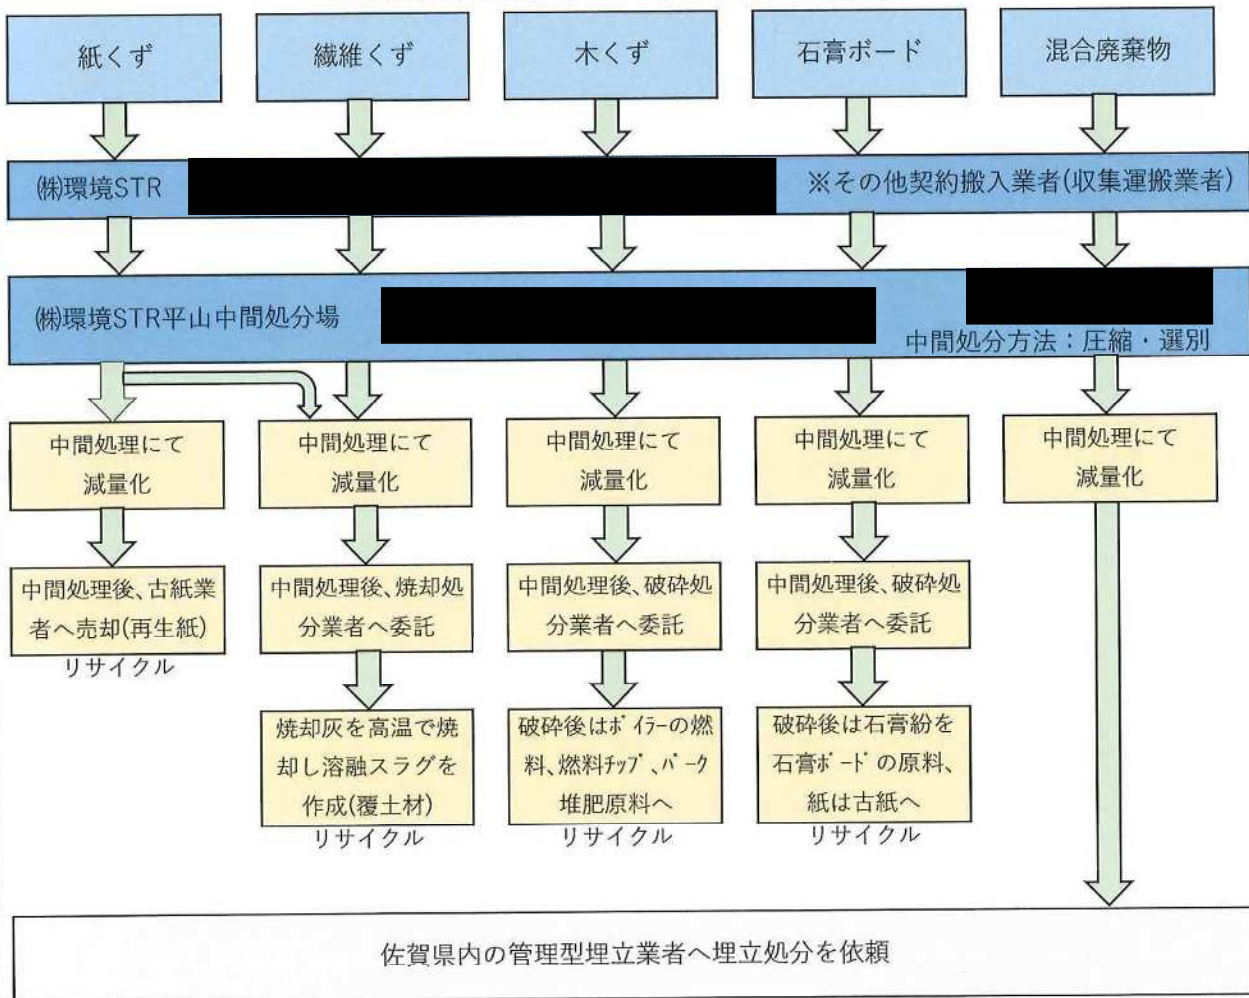 紙くず
繊維くず
木くず
石膏ボード
混合廃棄物
㈱環境STR
※その他契約搬入業者(収集運搬業者)
㈱環境STR平山中間処分場
中間処分方法：圧縮・選別
中間処理にて
減量化
中間処理にて
減量化
中間処理にて
減量化
中間処理にて
減量化
中間処理にて
減量化
中間処理後、古紙業
者へ売却(再生紙)
リサイクル
中間処理後、焼却処
分業者へ委託
中間処理後、破砕処
分業者へ委託
中間処理後、破砕処
分業者へ委託
焼却灰を高温で焼
却し溶融スラグを
作成(覆土材)
リサイクル
破砕後はﾎﾞｲﾗｰの燃
料、燃料ﾁｯﾌﾟ、ﾊﾞｰｸ
堆肥原料へ
リサイクル
破砕後は石膏紛を
石膏ﾎﾞｰﾄﾞの原料、
紙は古紙へ
リサイクル
佐賀県内の管理型埋立業者へ埋立処分を依頼